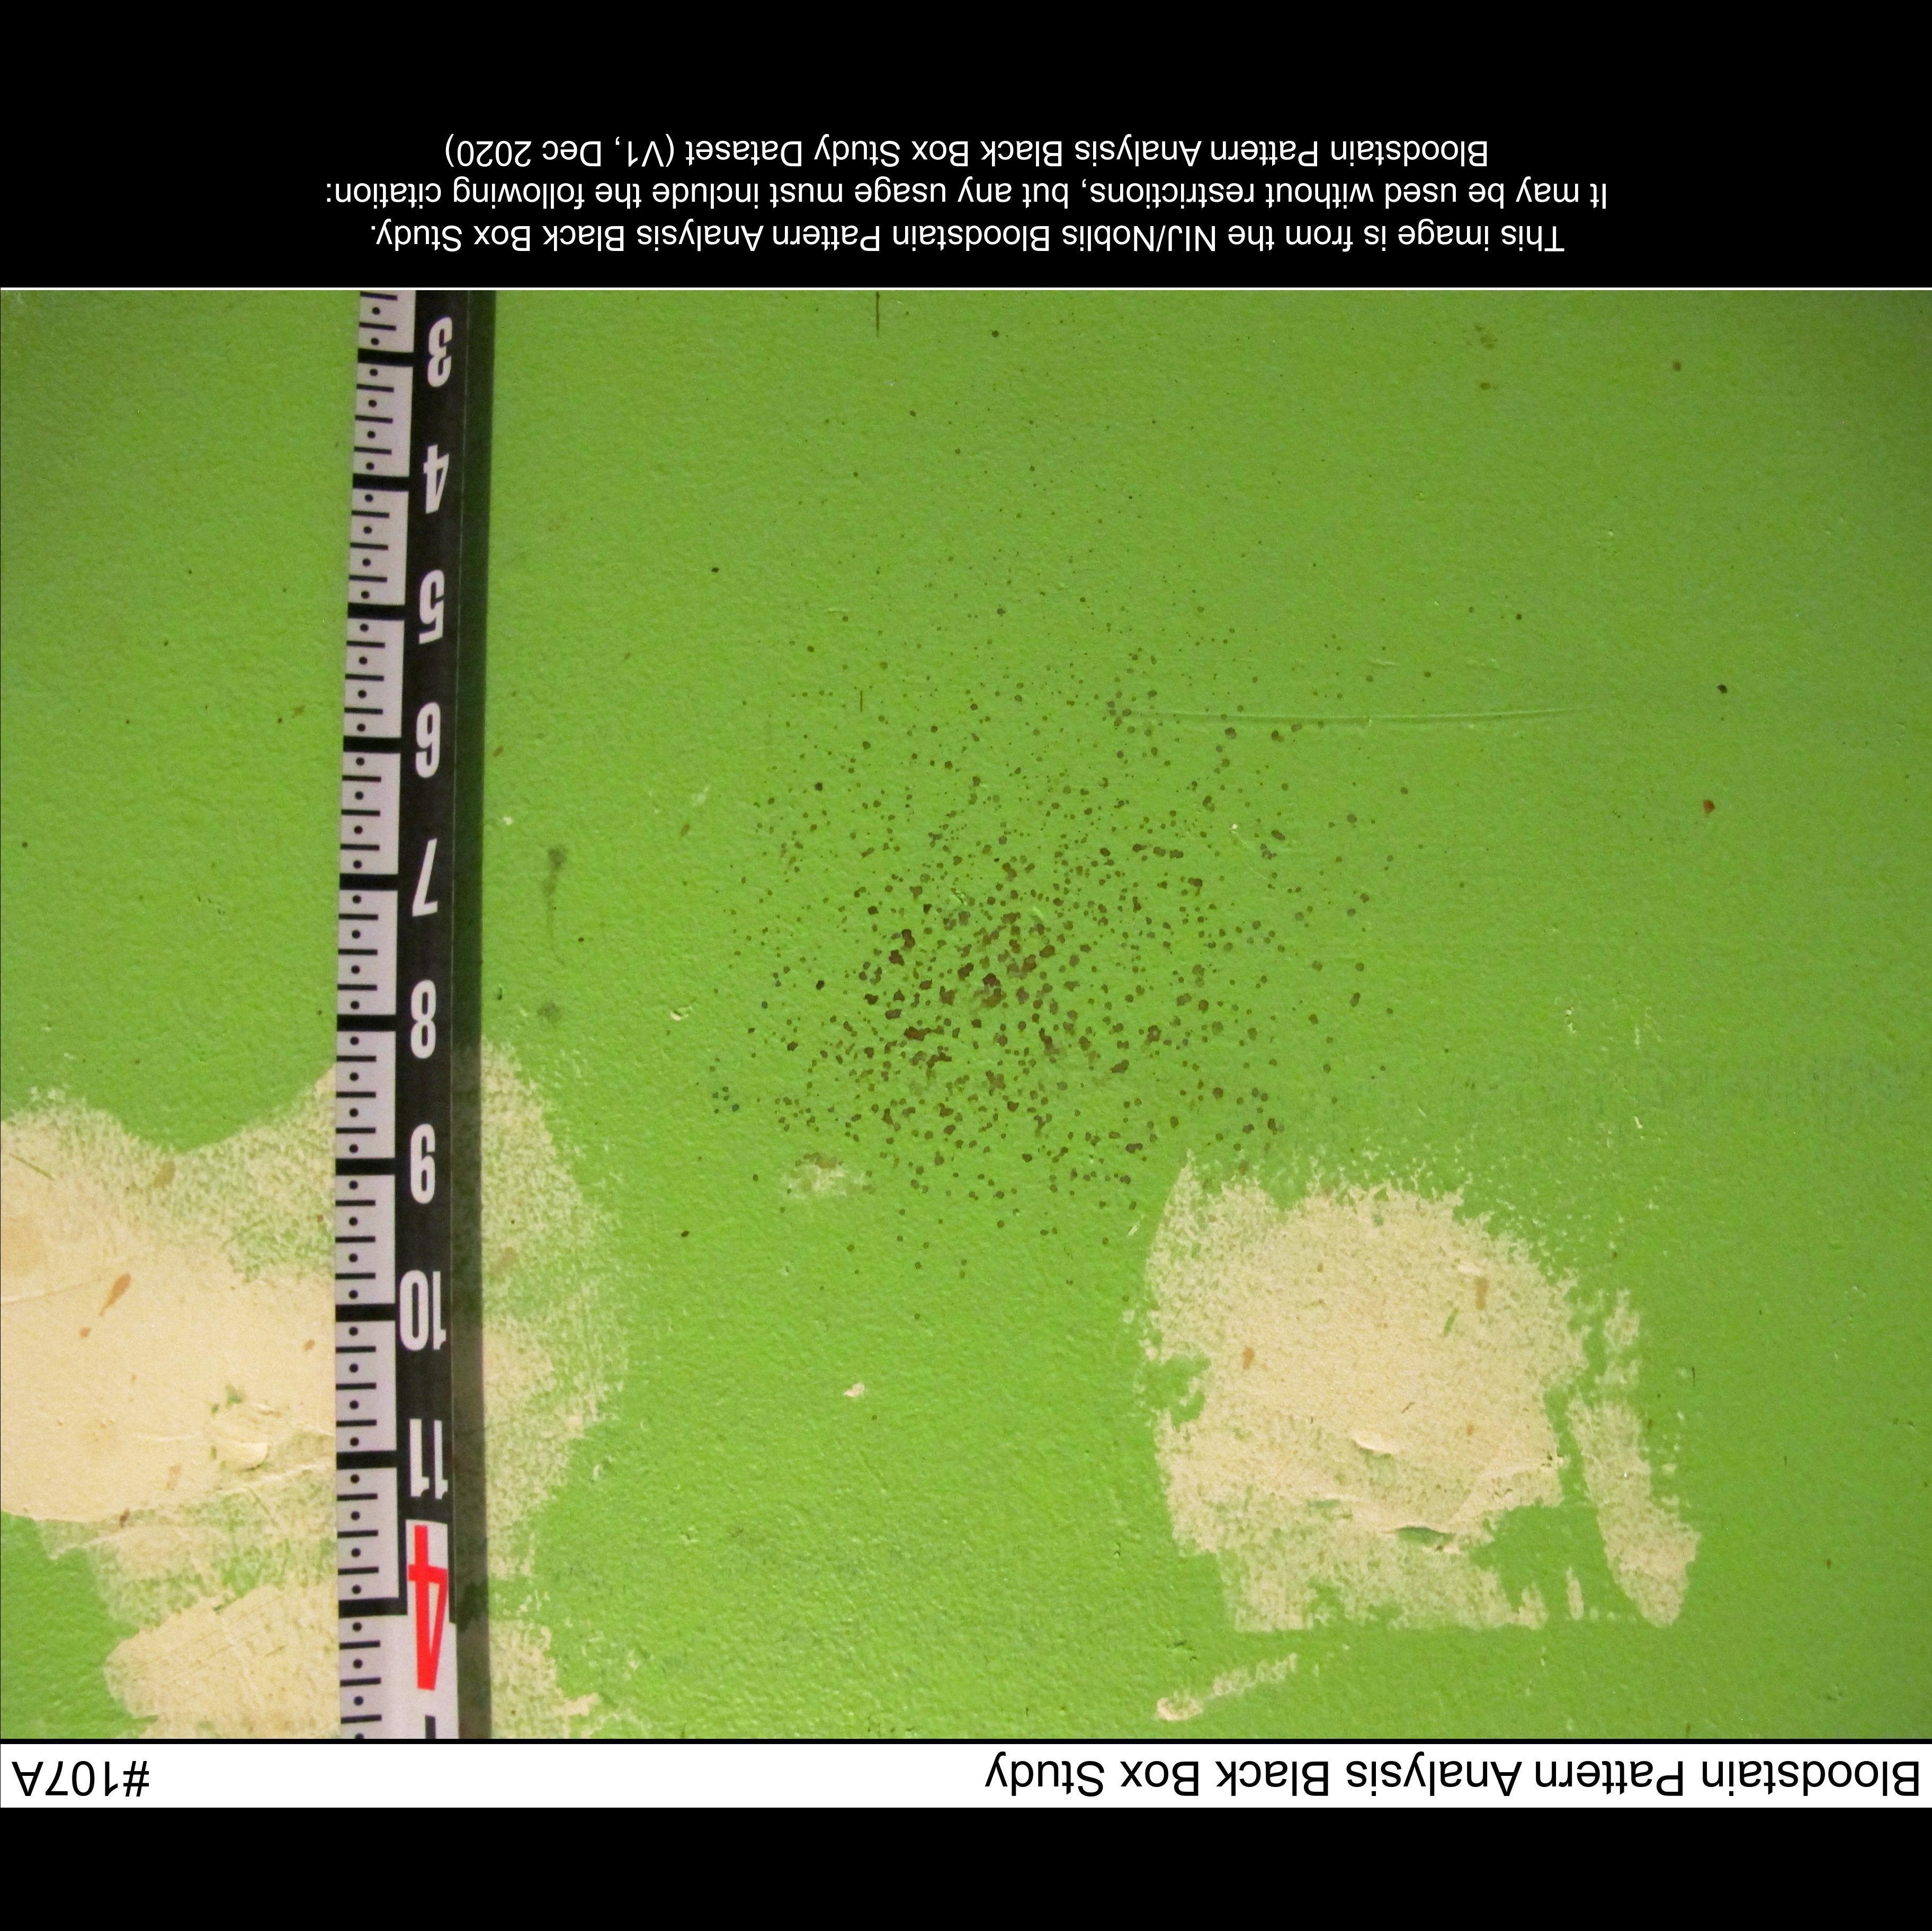 Bloodstain Pattern Analysis Black Box Study #107A
4
11
10
9
8
7
6
5
4
3
This image is from the NIJ/Noblis Bloodstain Pattern Analysis Black Box Study.
It may be used without restrictions, but any usage must include the following citation:
Bloodstain Pattern Analysis Black Box Study Dataset (V1, Dec 2020)